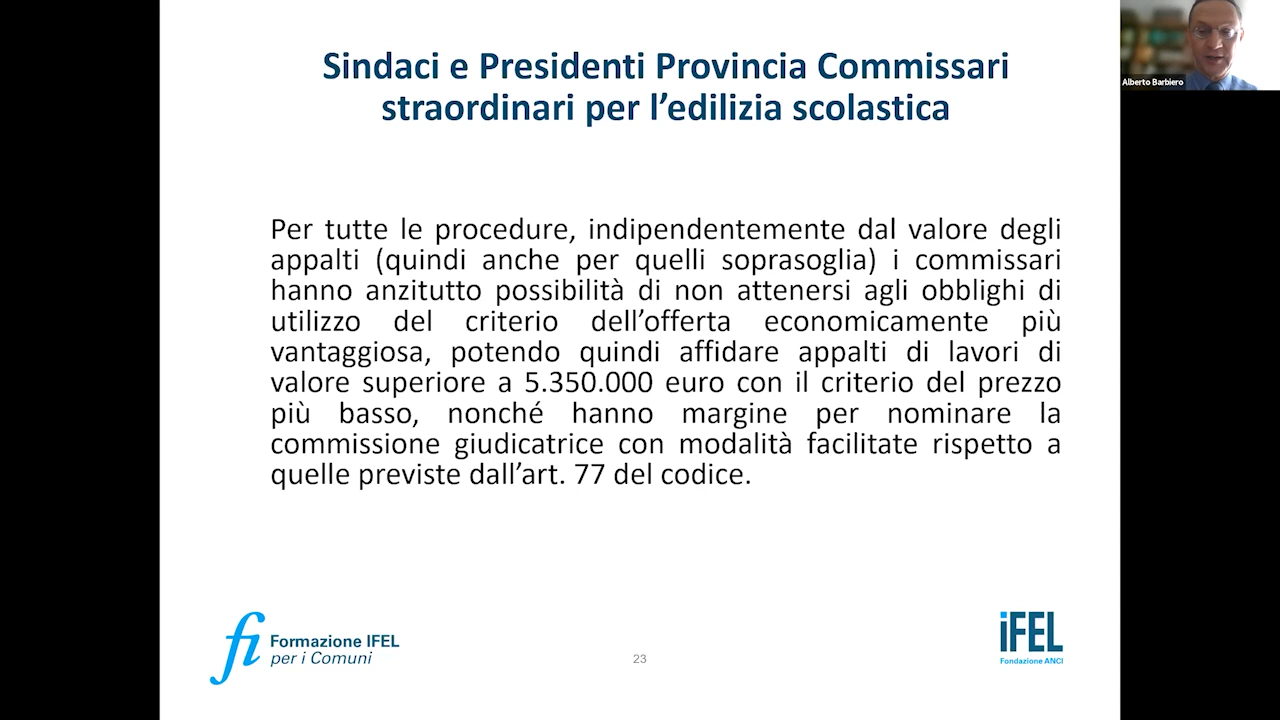 Sindaci e Presidenti Provincia Commissari
straordinari per l'edilizia scolastica
Alberto Barbiero
Per tutte le procedure, indipendentemente dal valore degli
appalti (quindi anche per quelli soprasoglia) i commissari
hanno anzitutto possibilità di non attenersi agli obblighi di
utilizzo del criterio dell'offerta economicamente più
vantaggiosa, potendo quindi affidare appalti di lavori di
valore superiore a 5.350.000 euro con il criterio del prezzo
più basso, nonché hanno margine per nominare la
commissione giudicatrice con modalità facilitate rispetto a
quelle previste dall'art. 77 del codice.
fi
Formazione IFEL
per i Comuni
23
iFEL
Fondazione ANCI